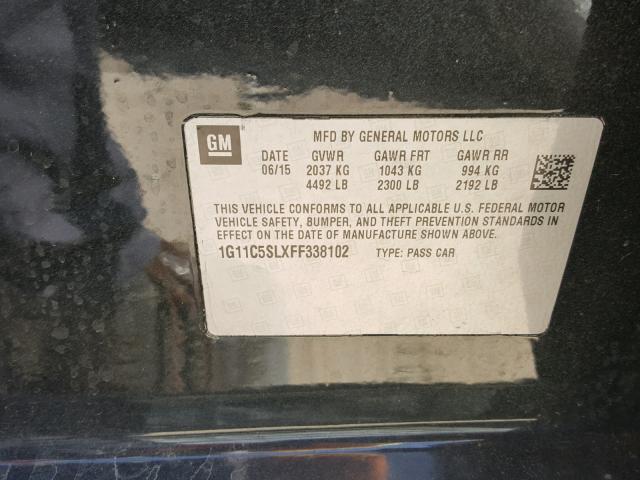 GM
MFD BY GENERAL MOTORS LLC
DATE GVWR GAWR FRT GAWR RR
06/15 2037 KG 1043 KG 994 KG
4492 LB 2300 LB 2192 LB
THIS VEHICLE CONFORMS TO ALL APPLICABLE U.S. FEDERAL MOTOR
VEHICLE SAFETY, BUMPER, AND THEFT PREVENTION STANDARDS IN
EFFECT ON THE DATE OF MANUFACTURE SHOWN ABOVE.
1G11C5SLXFF338102 TYPE: PASS CAR